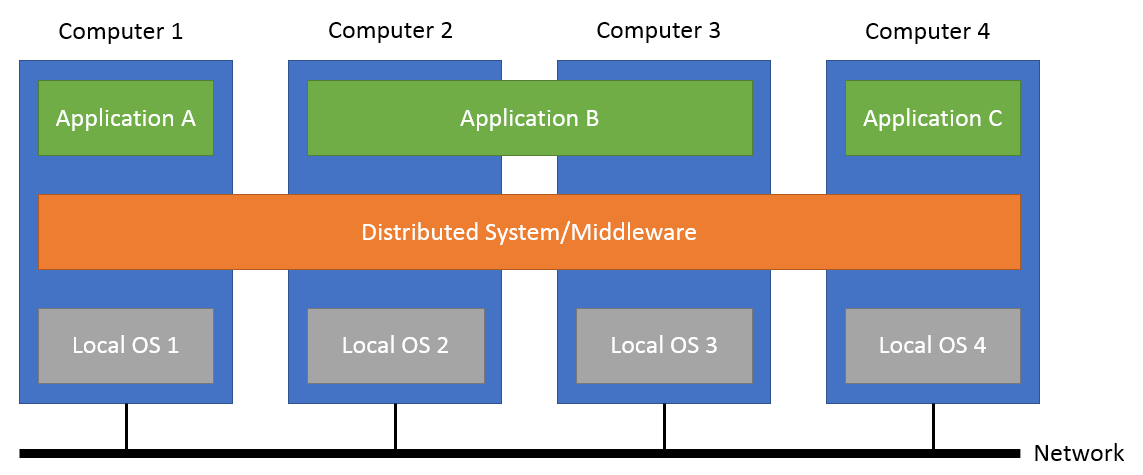 Computer 1
Computer 2
Computer 3
Computer 4
Application A
Application B
Application C
Distributed System/Middleware
Local OS 1
Local OS 2
Local OS 3
Local OS 4
Network